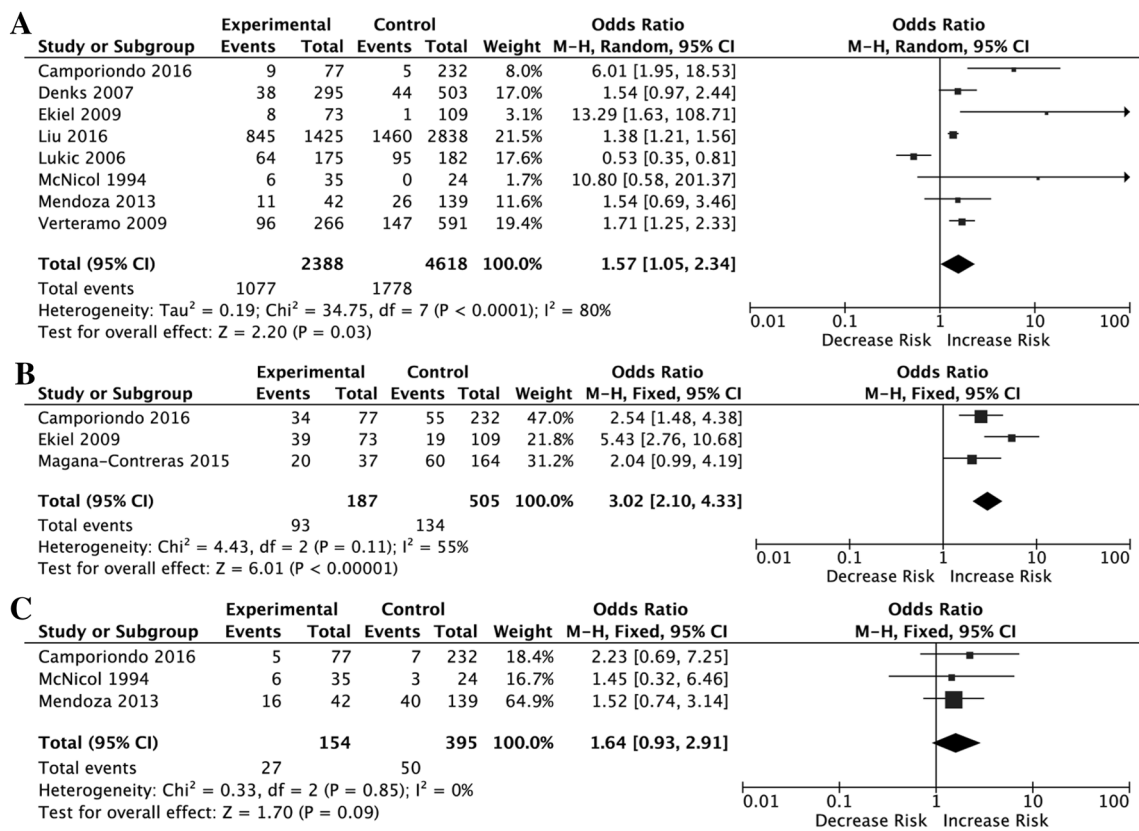 A
Experimental Control Odds Ratio Odds Ratio
Study or Subgroup Events Total Events Total Weight M-H, Random, 95% CI M-H, Random, 95% CI
Camporiondo 2016 9 77 5 232 8.0% 6.01 [1.95, 18.53]
Denks 2007 38 295 44 503 17.0% 1.54 [0.97, 2.44]
Ekiel 2009 8 73 1 109 3.1% 13.29 [1.63, 108.71]
Liu 2016 845 1425 1460 2838 21.5% 1.38 [1.21, 1.56]
Lukic 2006 64 175 95 182 17.6% 0.53 [0.35, 0.81]
McNicol 1994 6 35 0 24 1.7% 10.80 [0.58, 201.37]
Mendoza 2013 11 42 26 139 11.6% 1.54 [0.69, 3.46]
Verteramo 2009 96 266 147 591 19.4% 1.71 [1.25, 2.33]
Total (95% CI) 2388 4618 100.0% 1.57 [1.05, 2.34]
Total events 1077 1778
Heterogeneity: Tau² = 0.19; Chi² = 34.75, df = 7 (P < 0.0001); I² = 80%
Test for overall effect: Z = 2.20 (P = 0.03)
0.01 0.1 1 10 100
Decrease Risk Increase Risk
B
Experimental Control Odds Ratio Odds Ratio
Study or Subgroup Events Total Events Total Weight M-H, Fixed, 95% CI M-H, Fixed, 95% CI
Camporiondo 2016 34 77 55 232 47.0% 2.54 [1.48, 4.38]
Ekiel 2009 39 73 19 109 21.8% 5.43 [2.76, 10.68]
Magana-Contreras 2015 20 37 60 164 31.2% 2.04 [0.99, 4.19]
Total (95% CI) 187 505 100.0% 3.02 [2.10, 4.33]
Total events 93 134
Heterogeneity: Chi² = 4.43, df = 2 (P = 0.11); I² = 55%
Test for overall effect: Z = 6.01 (P < 0.00001)
0.01 0.1 1 10 100
Decrease Risk Increase Risk
C
Experimental Control Odds Ratio Odds Ratio
Study or Subgroup Events Total Events Total Weight M-H, Fixed, 95% CI M-H, Fixed, 95% CI
Camporiondo 2016 5 77 7 232 18.4% 2.23 [0.69, 7.25]
McNicol 1994 6 35 3 24 16.7% 1.45 [0.32, 6.46]
Mendoza 2013 16 42 40 139 64.9% 1.52 [0.74, 3.14]
Total (95% CI) 154 395 100.0% 1.64 [0.93, 2.91]
Total events 27 50
Heterogeneity: Chi² = 0.33, df = 2 (P = 0.85); I² = 0%
Test for overall effect: Z = 1.70 (P = 0.09)
0.01 0.1 1 10 100
Decrease Risk Increase Risk